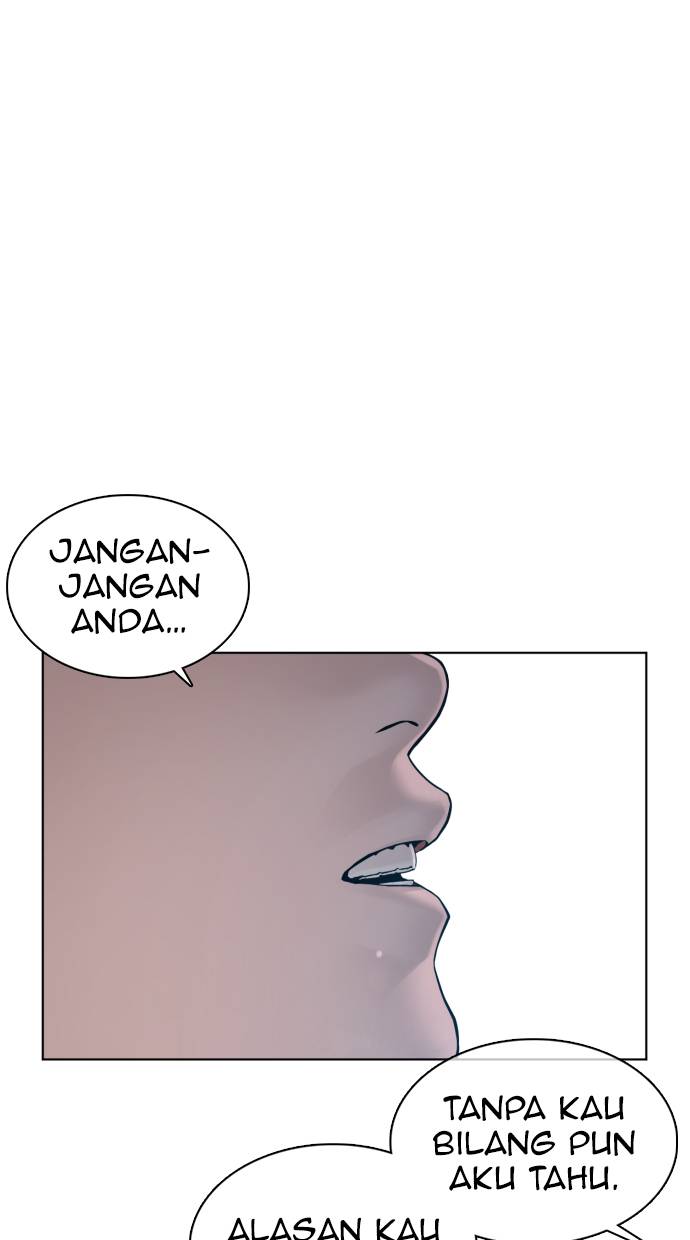 JANGAN-
JANGAN
ANDA...
TANPA KAU
BILANG PUN
AKU TAHU.
ALASAN KAU